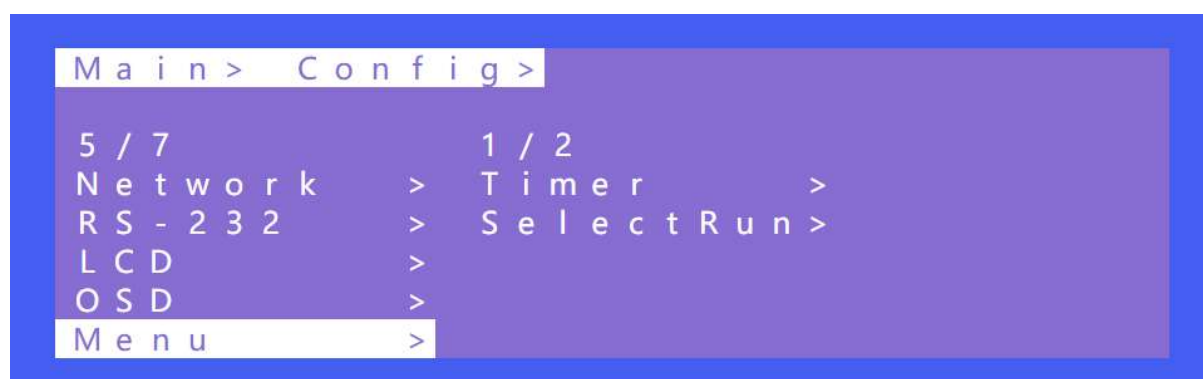 Main> Config>
5/7 1/2
Network > Timer >
RS-232 > SelectRun>
LCD >
OSD >
Menu >